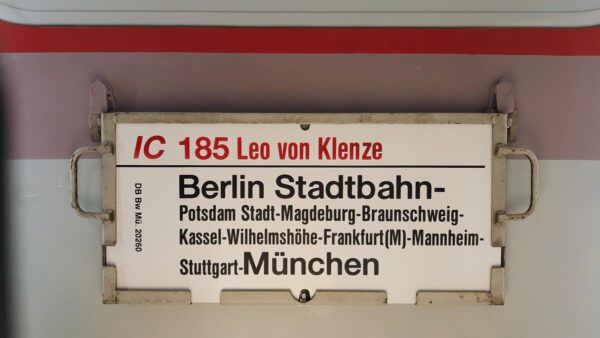 IC 185 Leo von Klenze
Berlin Stadtbahn-
Potsdam Stadt-Magdeburg-Braunschweig-
Kassel-Wilhelmshöhe-Frankfurt(M)-Mannheim-
Stuttgart-München
DB Bw Mü. 20260